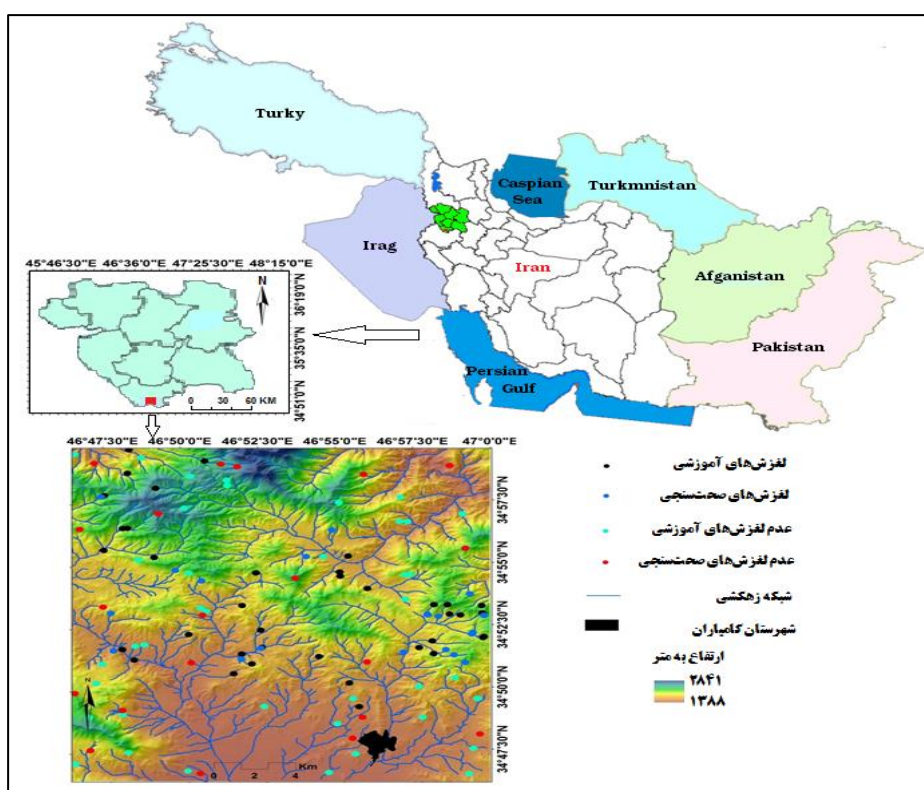 Turky
Caspian
Sea
Turkmnistan
Irag
Iran
Afganistan
Pakistan
Persian
Gulf
45°46'30"E 46°36'0"E 47°25'30"E 48°15'0"E
N
36°19'0"N
35°35'0"N
34°51'0"N
0 30 60 KM
46°47'30"E 46°50'0"E 46°52'30"E 46°55'0"E 46°57'30"E 47°0'0"E
34°57'30"N
34°55'0"N
34°52'30"N
34°50'0"N
34°47'30"N
N
0 2 4 Km
لغزش‌های آموزشی
لغزش‌های صحت‌سنجی
عدم لغزش‌های آموزشی
عدم لغزش‌های صحت‌سنجی
شبکه زهکشی
شهرستان کامیاران
ارتفاع به متر
۲۸۴۱
۱۳۸۸